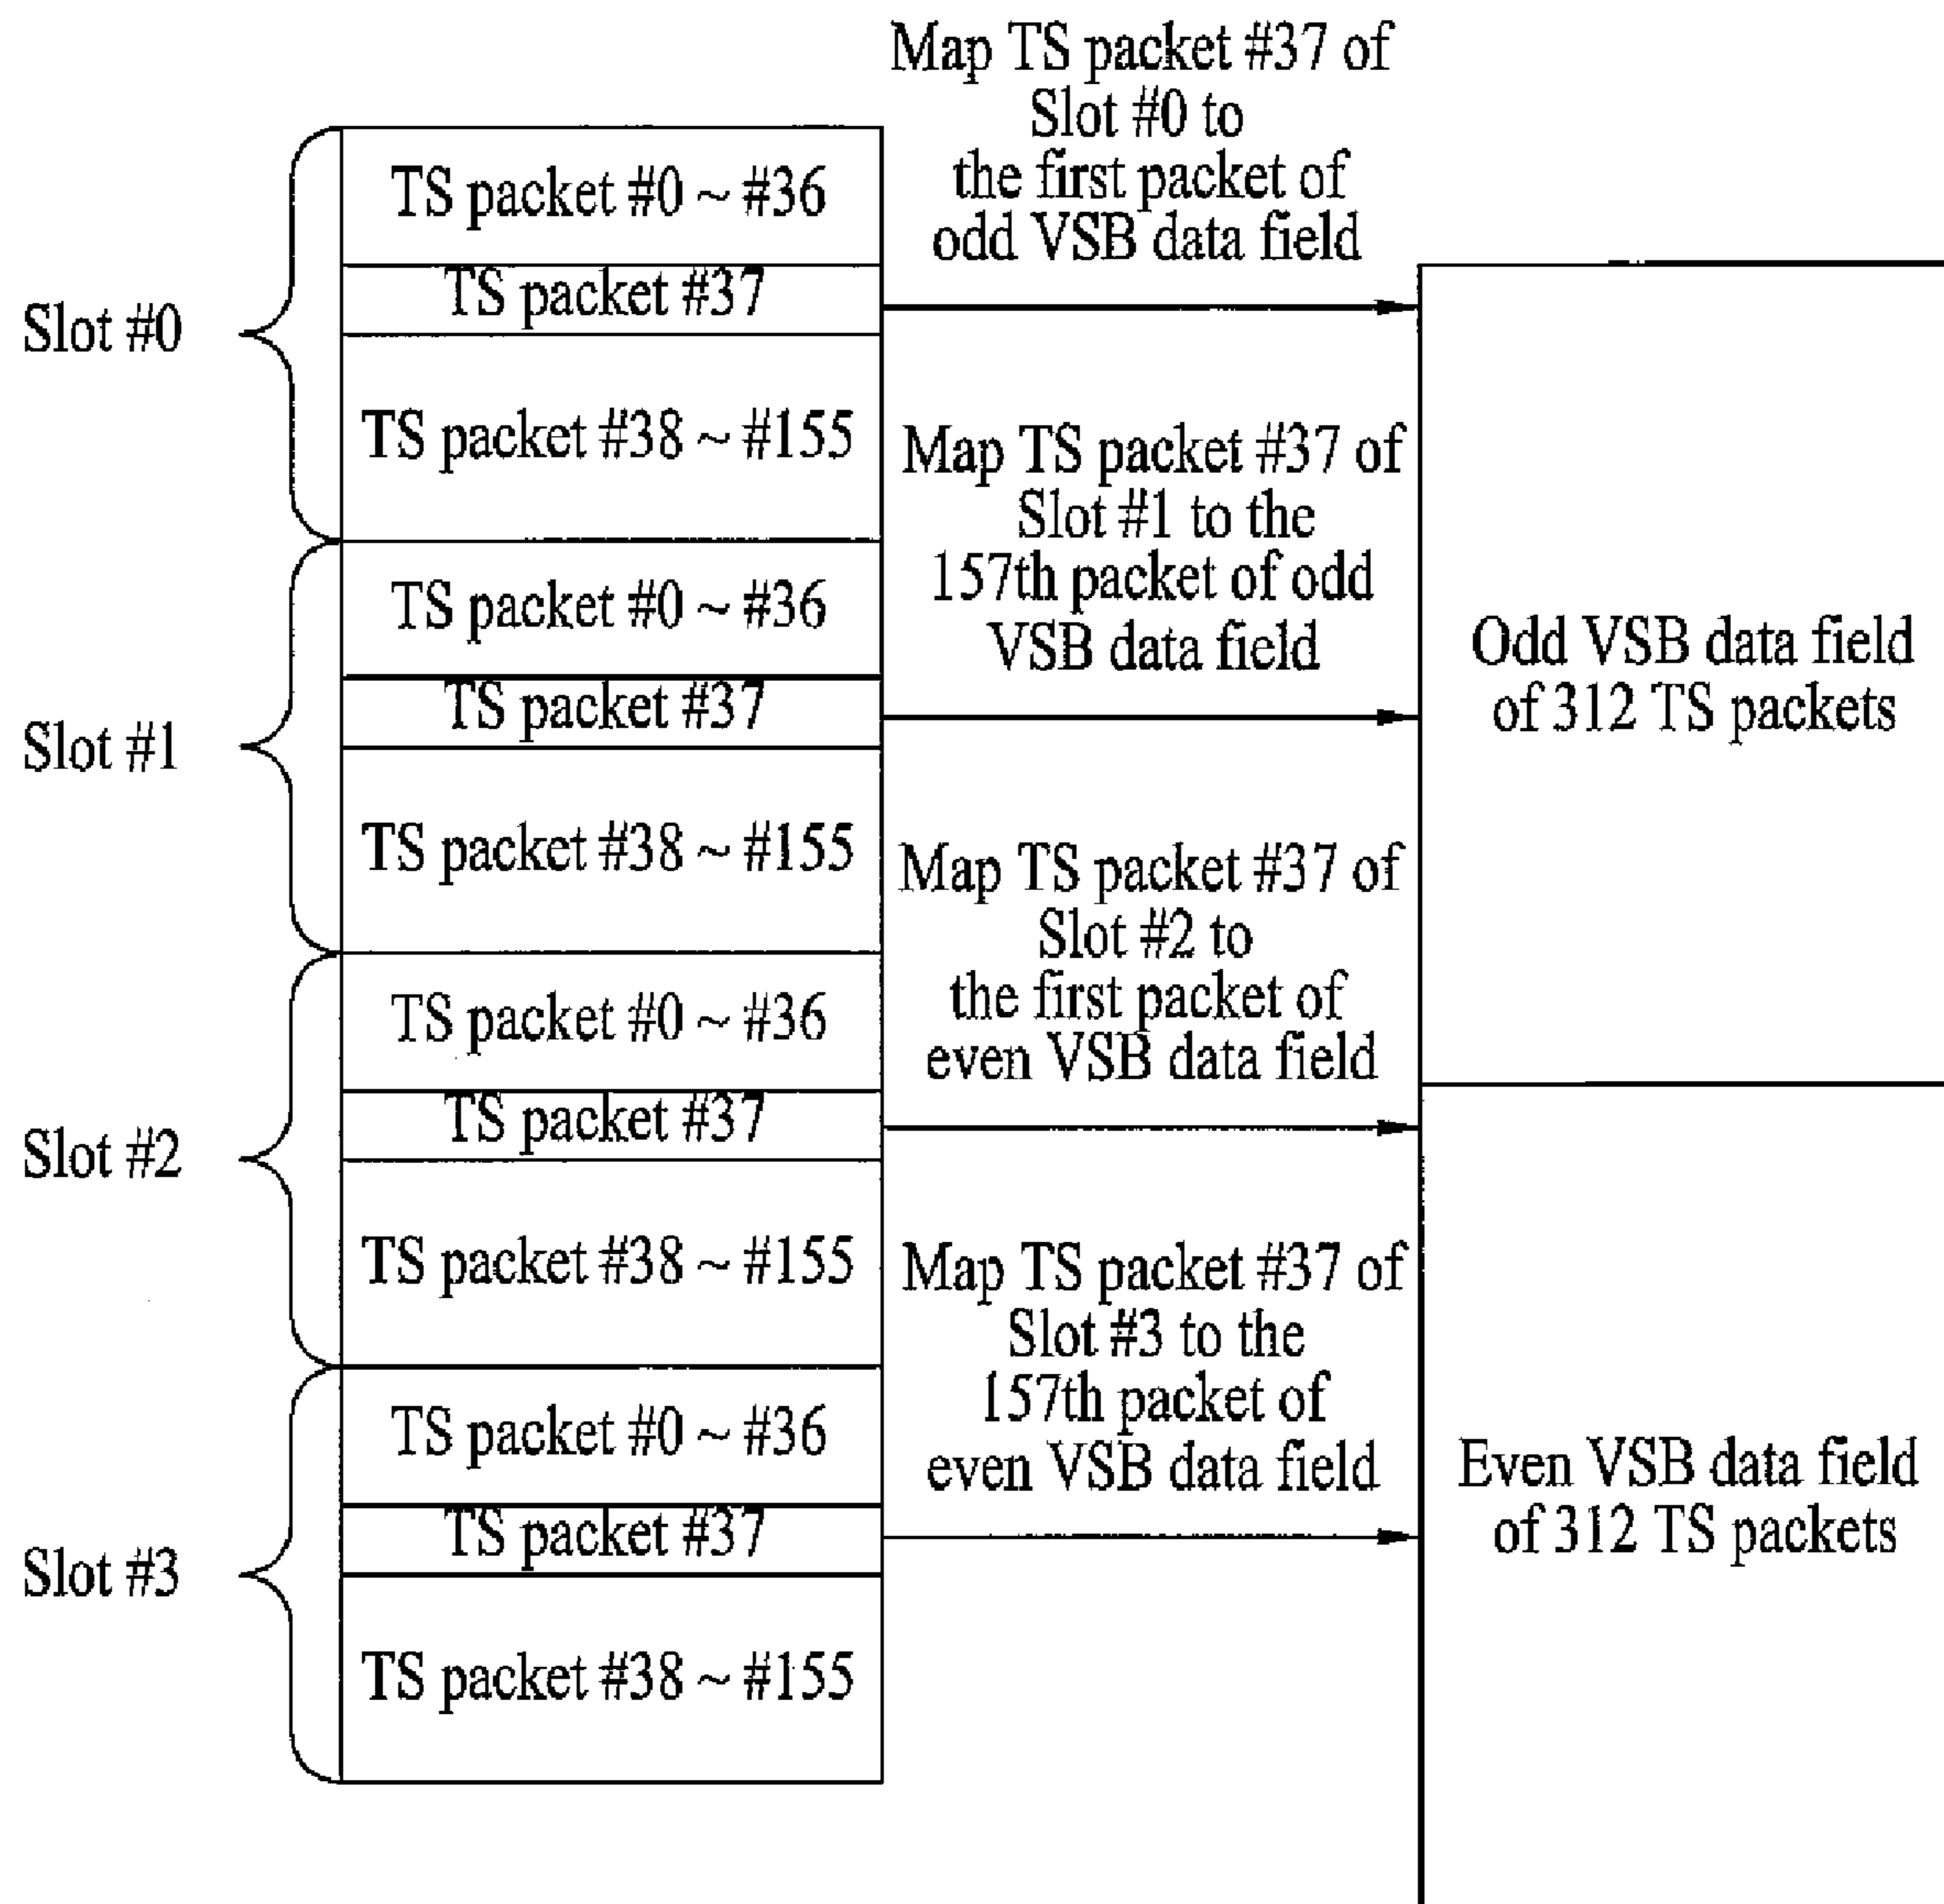 Map TS packet #37 of
Slot #0 to
the first packet of
odd VSB data field
Slot #0
TS packet #0 ~ #36
TS packet #37
TS packet #38 ~ #155
Map TS packet #37 of
Slot #1 to the
157th packet of odd
VSB data field
Slot #1
TS packet #0 ~ #36
TS packet #37
TS packet #38 ~ #155
Odd VSB data field
of 312 TS packets
Map TS packet #37 of
Slot #2 to
the first packet of
even VSB data field
Slot #2
TS packet #0 ~ #36
TS packet #37
TS packet #38 ~ #155
Map TS packet #37 of
Slot #3 to the
157th packet of
even VSB data field
Slot #3
TS packet #0 ~ #36
TS packet #37
TS packet #38 ~ #155
Even VSB data field
of 312 TS packets